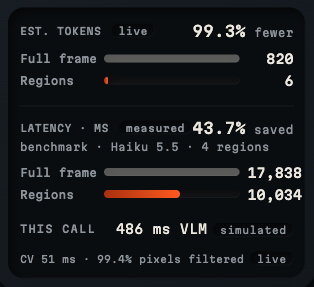 EST. TOKENS live 99.3% fewer
Full frame 820
Regions 6
LATENCY · MS measured 43.7% saved
benchmark · Haiku 5.5 · 4 regions
Full frame 17,838
Regions 10,034
THIS CALL 486 ms VLM simulated
CV 51 ms · 99.4% pixels filtered live